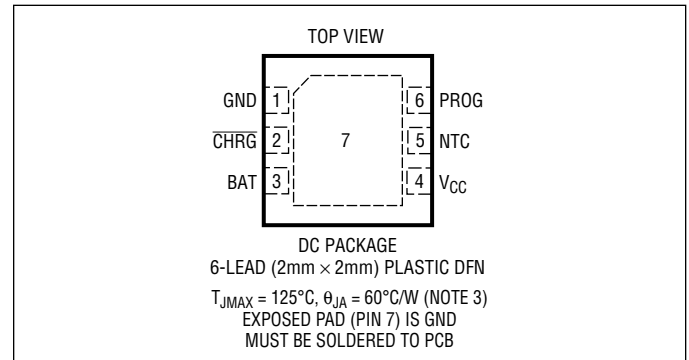 TOP VIEW
GND 1 6 PROG
CHRG 2 7 5 NTC
BAT 3 4 VCC
DC PACKAGE
6-LEAD (2mm × 2mm) PLASTIC DFN
TJMAX = 125°C, θJA = 60°C/W (NOTE 3)
EXPOSED PAD (PIN 7) IS GND
MUST BE SOLDERED TO PCB